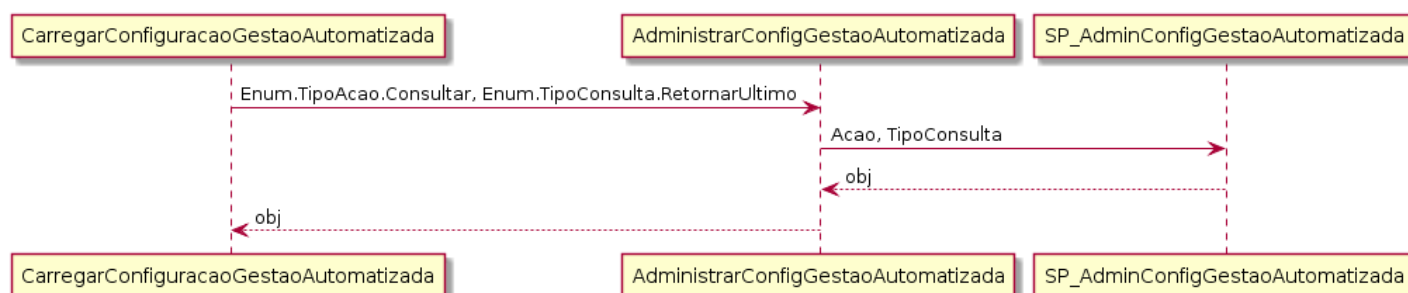 CarregarConfiguracaoGestaoAutomatizada AdministrarConfigGestaoAutomatizada SP_AdminConfigGestaoAutomatizada
Enum.TipoAcao.Consultar, Enum.TipoConsulta.RetornarUltimo
Acao, TipoConsulta
obj
obj
CarregarConfiguracaoGestaoAutomatizada AdministrarConfigGestaoAutomatizada SP_AdminConfigGestaoAutomatizada